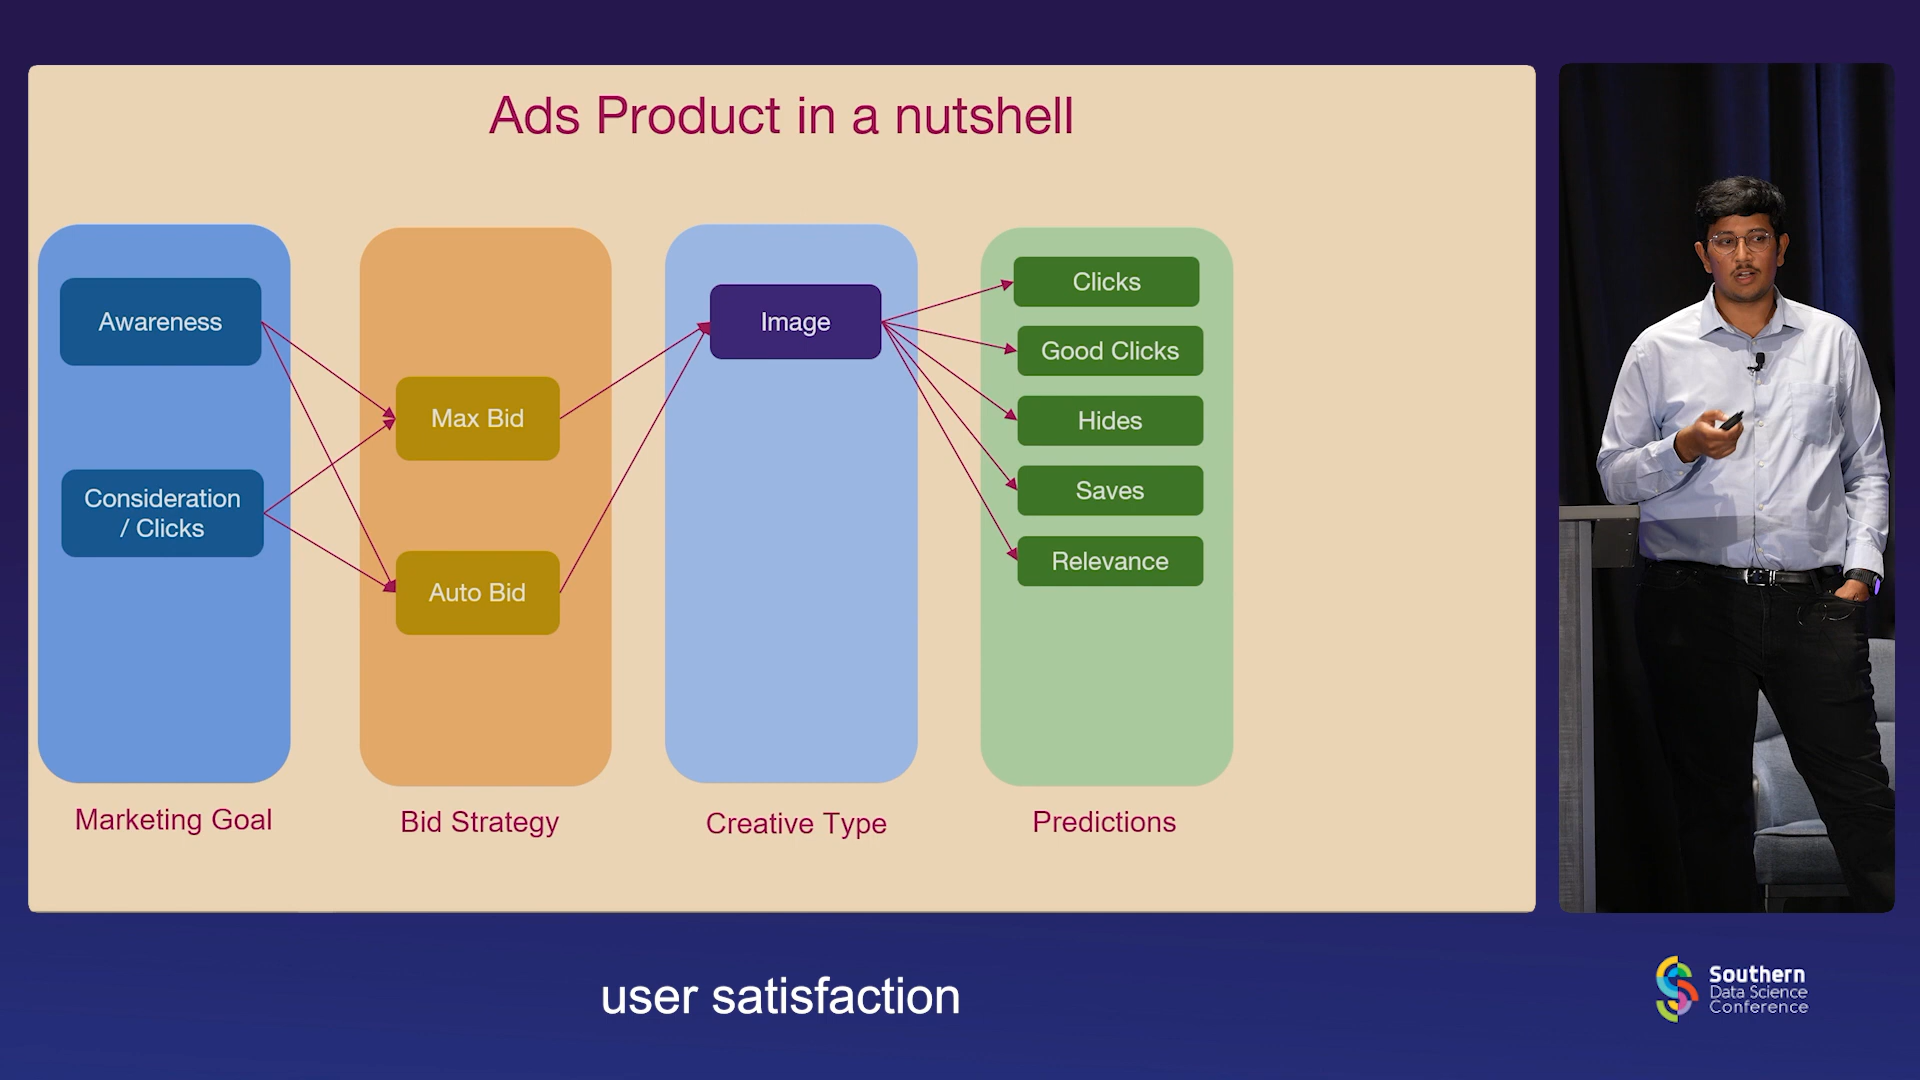 Ads Product in a nutshell
Awareness
Consideration
/ Clicks
Marketing Goal
Max Bid
Auto Bid
Bid Strategy
Image
Creative Type
Clicks
Good Clicks
Hides
Saves
Relevance
Predictions
user satisfaction
Southern
Data Science
Conference